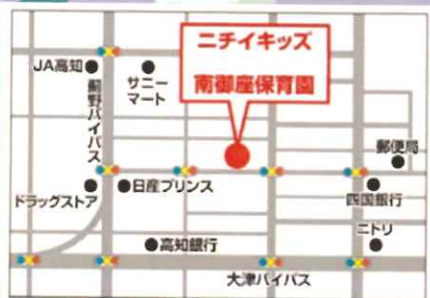 ニチイキッズ
南御座保育園
JA高知
サニー
マート
薊野バイパス
郵便局
ドラッグストア
日産プリンス
四国銀行
高知銀行
ニトリ
大津バイパス